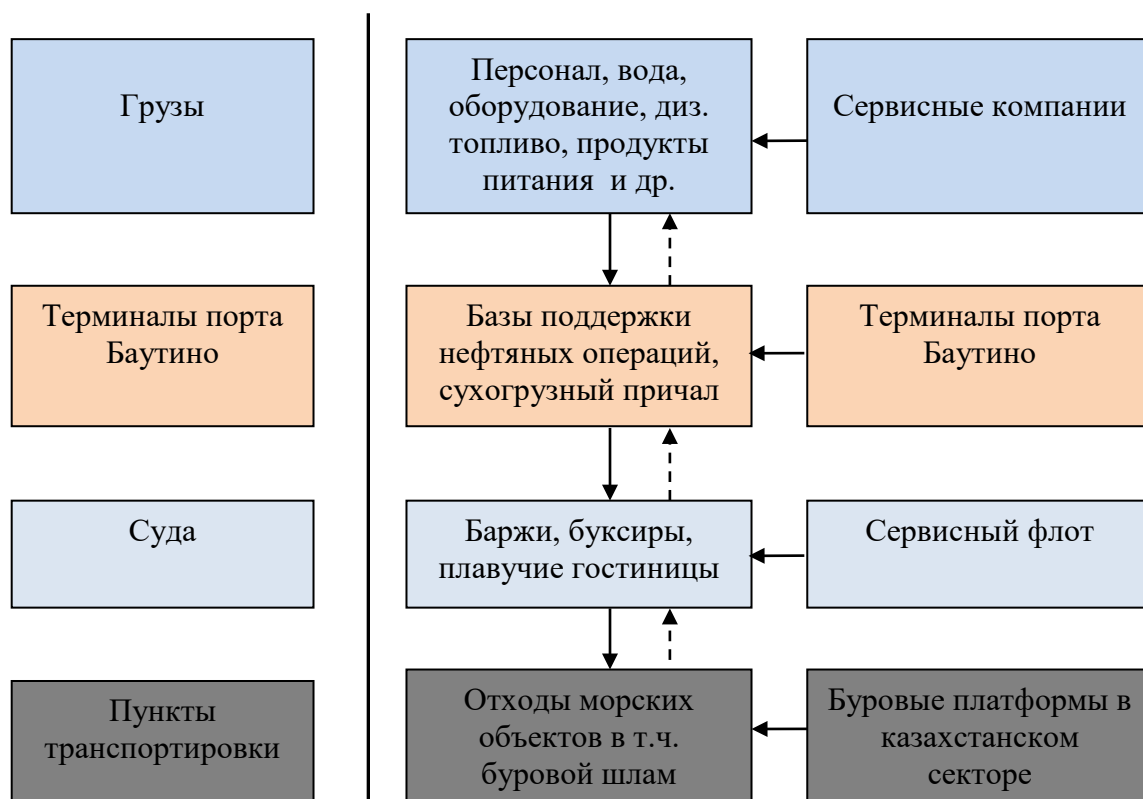 Грузы
Персонал, вода,
оборудование, диз.
топливо, продукты
питания и др.
Сервисные компании
Терминалы порта
Баутино
Базы поддержки
нефтяных операций,
сухогрузный причал
Терминалы порта
Баутино
Суда
Баржи, буксиры,
плавучие гостиницы
Сервисный флот
Пункты
транспортировки
Отходы морских
объектов в т.ч.
буровой шлам
Буровые платформы в
казахстанском
секторе